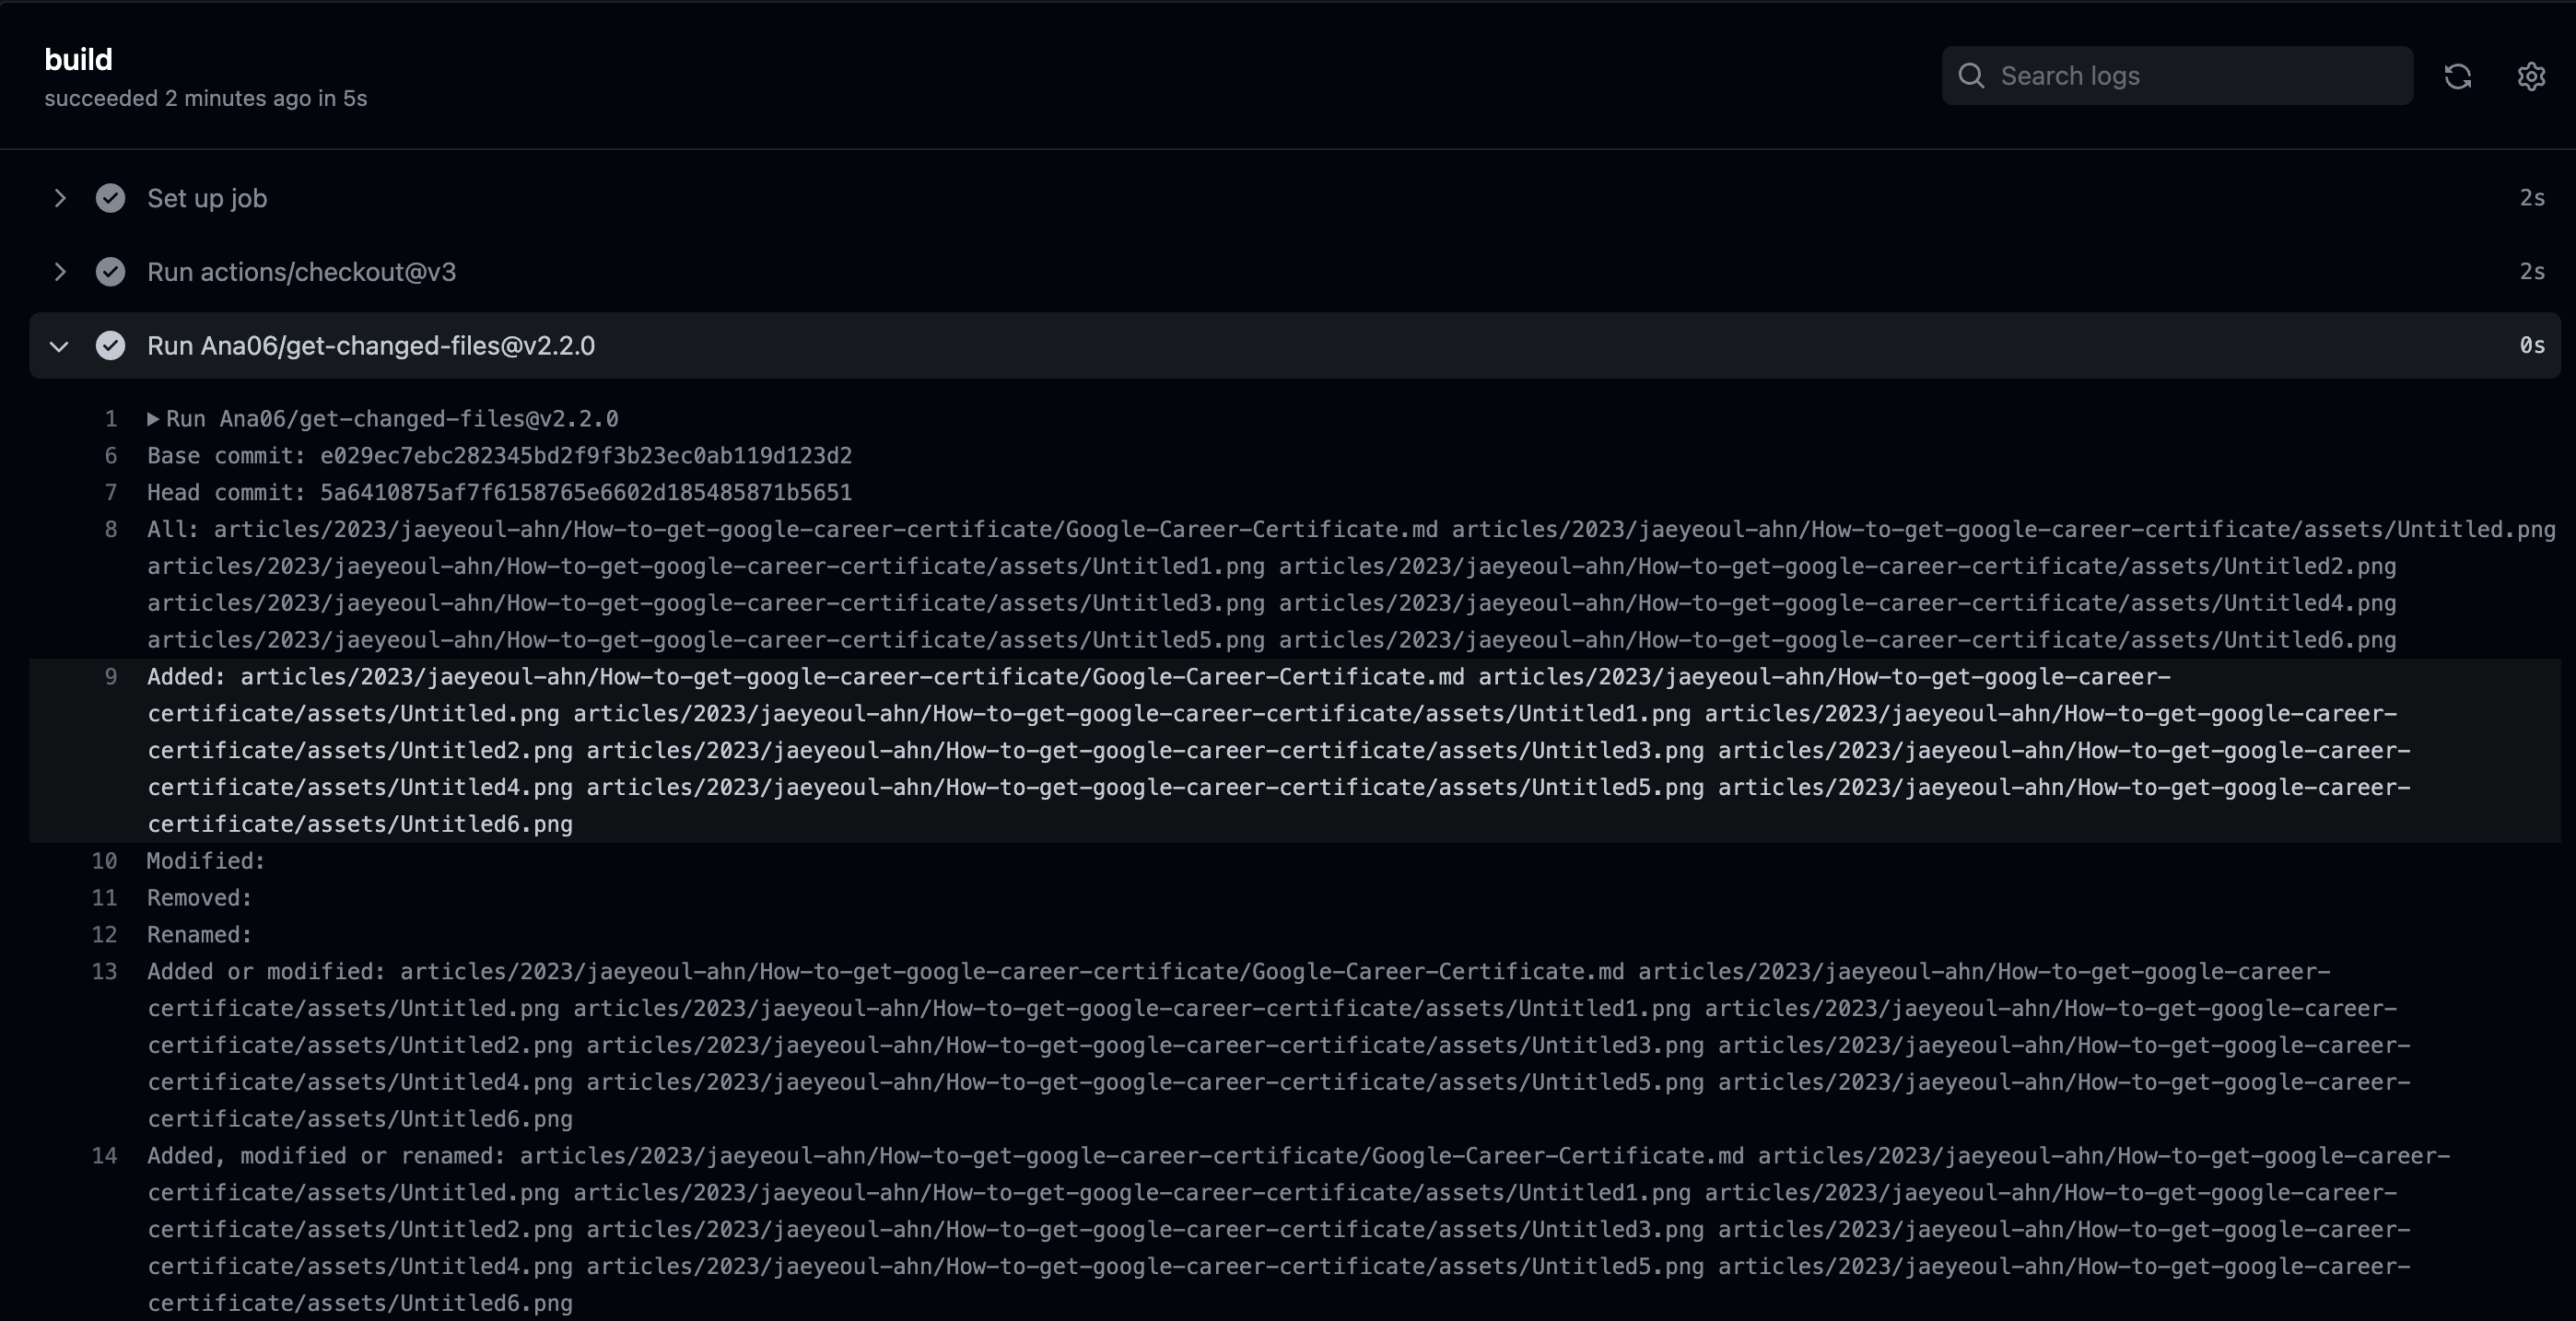 build
succeeded 2 minutes ago in 5s
Search logs
Set up job 2s
Run actions/checkout@v3 2s
Run Ana06/get-changed-files@v2.2.0 0s
1 Run Ana06/get-changed-files@v2.2.0
6 Base commit: e029ec7ebc282345bd2f9f3b23ec0ab119d123d2
7 Head commit: 5a6410875af7f6158765e6602d185485871b5651
8 All: articles/2023/jaeyeoul-ahn/How-to-get-google-career-certificate/Google-Career-Certificate.md articles/2023/jaeyeoul-ahn/How-to-get-google-career-certificate/assets/Untitled.png
articles/2023/jaeyeoul-ahn/How-to-get-google-career-certificate/assets/Untitled1.png articles/2023/jaeyeoul-ahn/How-to-get-google-career-certificate/assets/Untitled2.png
articles/2023/jaeyeoul-ahn/How-to-get-google-career-certificate/assets/Untitled3.png articles/2023/jaeyeoul-ahn/How-to-get-google-career-certificate/assets/Untitled4.png
articles/2023/jaeyeoul-ahn/How-to-get-google-career-certificate/assets/Untitled5.png articles/2023/jaeyeoul-ahn/How-to-get-google-career-certificate/assets/Untitled6.png
9 Added: articles/2023/jaeyeoul-ahn/How-to-get-google-career-certificate/Google-Career-Certificate.md articles/2023/jaeyeoul-ahn/How-to-get-google-career-
certificate/assets/Untitled.png articles/2023/jaeyeoul-ahn/How-to-get-google-career-certificate/assets/Untitled1.png articles/2023/jaeyeoul-ahn/How-to-get-google-career-
certificate/assets/Untitled2.png articles/2023/jaeyeoul-ahn/How-to-get-google-career-certificate/assets/Untitled3.png articles/2023/jaeyeoul-ahn/How-to-get-google-career-
certificate/assets/Untitled4.png articles/2023/jaeyeoul-ahn/How-to-get-google-career-certificate/assets/Untitled5.png articles/2023/jaeyeoul-ahn/How-to-get-google-career-
certificate/assets/Untitled6.png
10 Modified:
11 Removed:
12 Renamed:
13 Added or modified: articles/2023/jaeyeoul-ahn/How-to-get-google-career-certificate/Google-Career-Certificate.md articles/2023/jaeyeoul-ahn/How-to-get-google-career-
certificate/assets/Untitled.png articles/2023/jaeyeoul-ahn/How-to-get-google-career-certificate/assets/Untitled1.png articles/2023/jaeyeoul-ahn/How-to-get-google-career-
certificate/assets/Untitled2.png articles/2023/jaeyeoul-ahn/How-to-get-google-career-certificate/assets/Untitled3.png articles/2023/jaeyeoul-ahn/How-to-get-google-career-
certificate/assets/Untitled4.png articles/2023/jaeyeoul-ahn/How-to-get-google-career-certificate/assets/Untitled5.png articles/2023/jaeyeoul-ahn/How-to-get-google-career-
certificate/assets/Untitled6.png
14 Added, modified or renamed: articles/2023/jaeyeoul-ahn/How-to-get-google-career-certificate/Google-Career-Certificate.md articles/2023/jaeyeoul-ahn/How-to-get-google-career-
certificate/assets/Untitled.png articles/2023/jaeyeoul-ahn/How-to-get-google-career-certificate/assets/Untitled1.png articles/2023/jaeyeoul-ahn/How-to-get-google-career-
certificate/assets/Untitled2.png articles/2023/jaeyeoul-ahn/How-to-get-google-career-certificate/assets/Untitled3.png articles/2023/jaeyeoul-ahn/How-to-get-google-career-
certificate/assets/Untitled4.png articles/2023/jaeyeoul-ahn/How-to-get-google-career-certificate/assets/Untitled5.png articles/2023/jaeyeoul-ahn/How-to-get-google-career-
certificate/assets/Untitled6.png